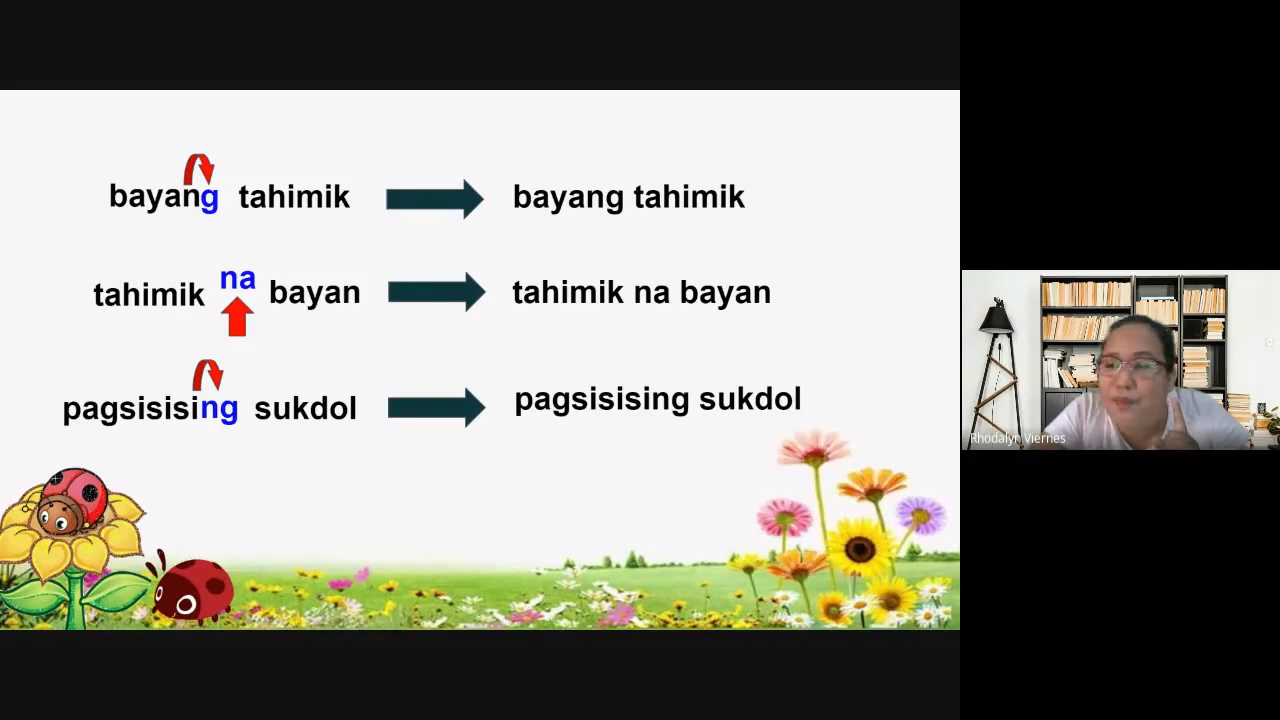 bayang tahimik bayang tahimik
tahimik na bayan tahimik na bayan
pagsisising sukdol pagsisising sukdol
Rhodalyn Viernes